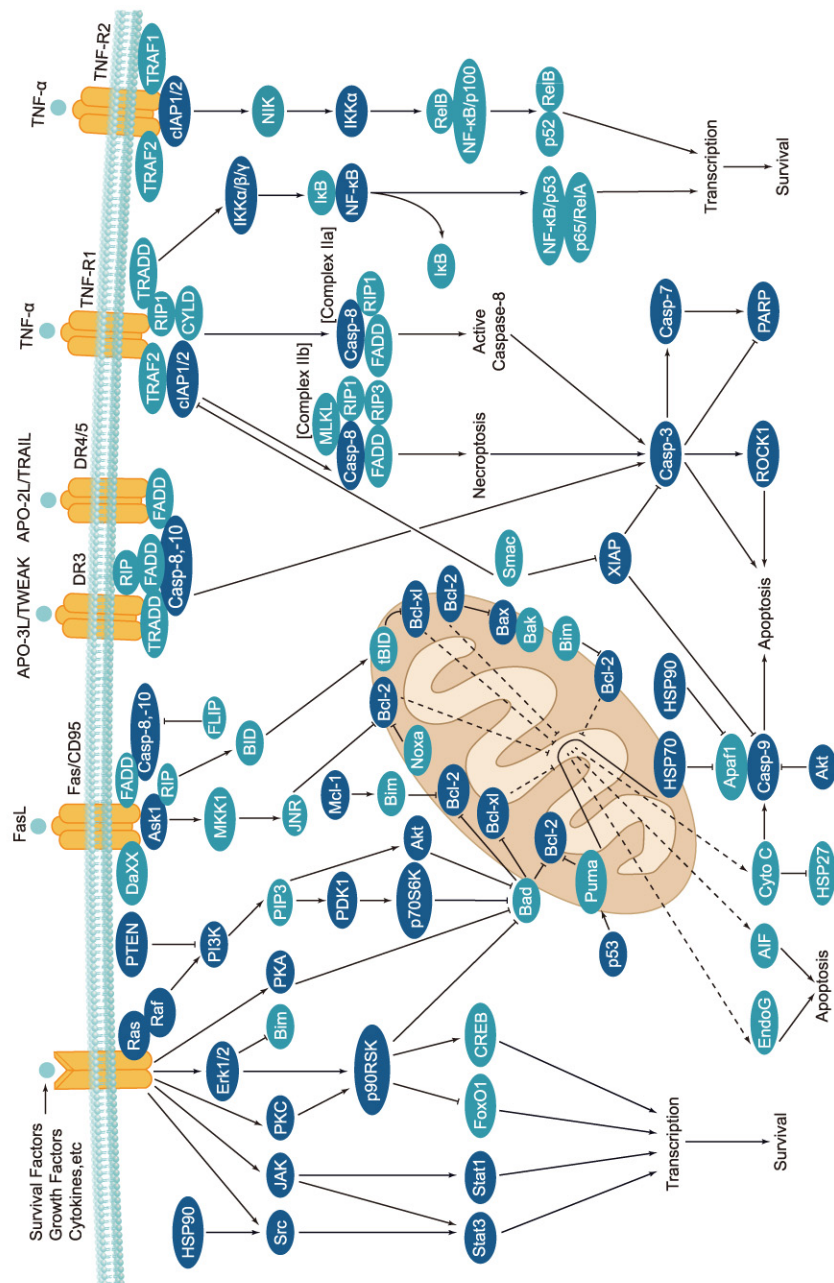 Survival Factors
Growth Factors
Cytokines,etc
FasL
APO-3L/TWEAK
APO-2L/TRAIL
TNF-α
TNF-α
Fas/CD95
DR3
DR4/5
TNF-R1
TNF-R2
Ras
Raf
PTEN
DaXX
Ask1
FADD
RIP
Casp-8,-10
FLIP
TRADD
RIP
FADD
Casp-8,-10
FADD
TRAF2
cIAP1/2
RIP1
TRADD
CYLD
TRAF2
cIAP1/2
TRAF1
HSP90
Src
JAK
PKC
Erk1/2
Bim
PKA
PI3K
PIP3
PDK1
Akt
p70S6K
MKK1
JNR
BID
IKKα/β/γ
NIK
IκB
NF-κB
IKKα
[Complex IIb]
MLKL
Casp-8
RIP1
FADD
RIP3
[Complex IIa]
Casp-8
RIP1
FADD
IκB
RelB
NF-κB/p100
p52
RelB
NF-κB/p53
p65/RelA
Transcription
Survival
p90RSK
Stat3
Stat1
FoxO1
CREB
Transcription
Survival
Mcl-1
Bim
Bcl-2
Noxa
Bcl-2
tBID
Bcl-xl
Bcl-2
Bax
Bak
Bim
Bcl-2
Bcl-xl
Bad
Bcl-2
Puma
p53
Smac
Necroptosis
Active
Caspase-8
XIAP
Casp-3
Casp-7
PARP
ROCK1
Apoptosis
HSP70
HSP90
Apaf1
Casp-9
Akt
Cyto C
HSP27
AIF
EndoG
Apoptosis